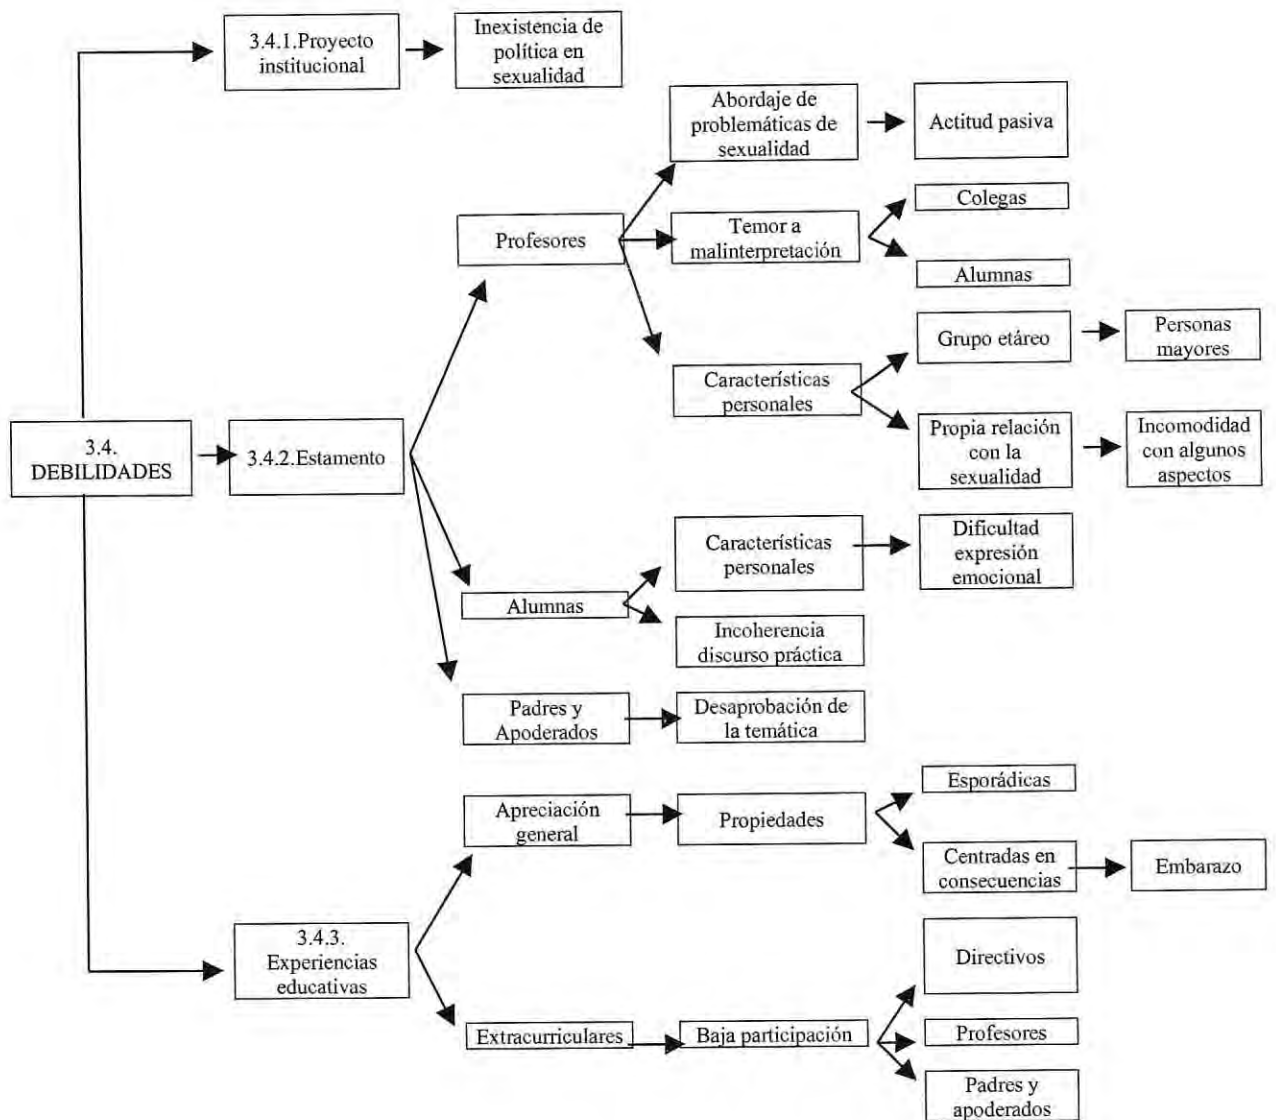 3.4.1.Proyecto
institucional
Inexistencia de
política en
sexualidad
Abordaje de
problemáticas de
sexualidad
Actitud pasiva
Profesores
Temor a
malinterpretación
Colegas
Alumnas
Características
personales
Grupo etáreo
Personas
mayores
Propia relación
con la
sexualidad
Incomodidad
con algunos
aspectos
3.4.
DEBILIDADES
3.4.2.Estamento
Alumnas
Características
personales
Dificultad
expresión
emocional
Incoherencia
discurso práctica
Padres y
Apoderados
Desaprobación de
la temática
Apreciación
general
Propiedades
Esporádicas
Centradas en
consecuencias
Embarazo
3.4.3.
Experiencias
educativas
Extracurriculares
Baja participación
Directivos
Profesores
Padres y
apoderados